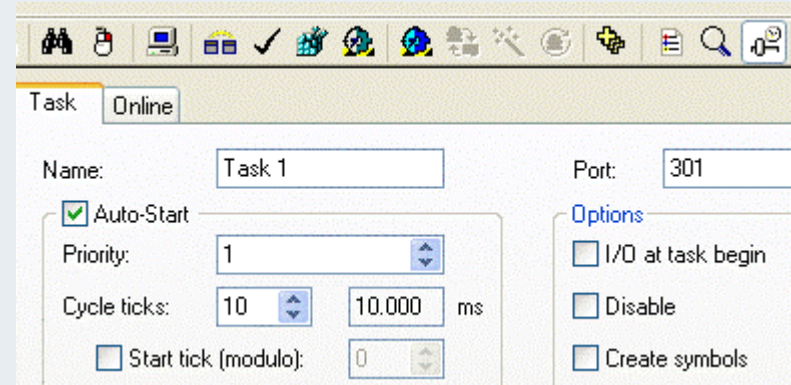 Task Online
Name: Task 1 Port: 301
Auto-Start Options
Priority: 1 I/O at task begin
Cycle ticks: 10 10.000 ms Disable
Start tick (modulo): 0 Create symbols